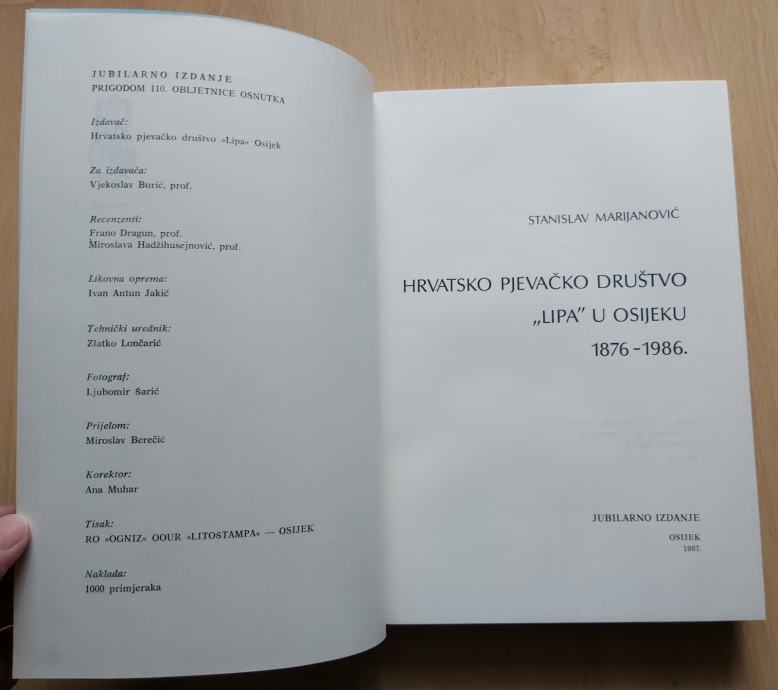 JUBILARNO IZDANJE
PRIGODOM 110. OBLJETNICE OSNUTKA
Izdavač:
Hrvatsko pjevačko društvo »Lipa« Osijek
Za izdavača:
Vjekoslav Burić, prof.
Recenzenti:
Frano Dragun, prof.
Miroslava Hadžihusejnović, prof.
Likovna oprema:
Ivan Antun Jakić
Tehnički urednik:
Zlatko Lončarić
Fotograf:
Ljubomir Šarić
Prijelom:
Miroslav Berečić
Korektor:
Ana Muhar
Tisak:
RO »OGNIZ« OOUR »LITOŠTAMPA« — OSIJEK
Naklada:
1000 primjeraka
STANISLAV MARIJANOVIĆ
HRVATSKO PJEVAČKO DRUŠTVO
„LIPA” U OSIJEKU
1876-1986.
JUBILARNO IZDANJE
OSIJEK
1987.